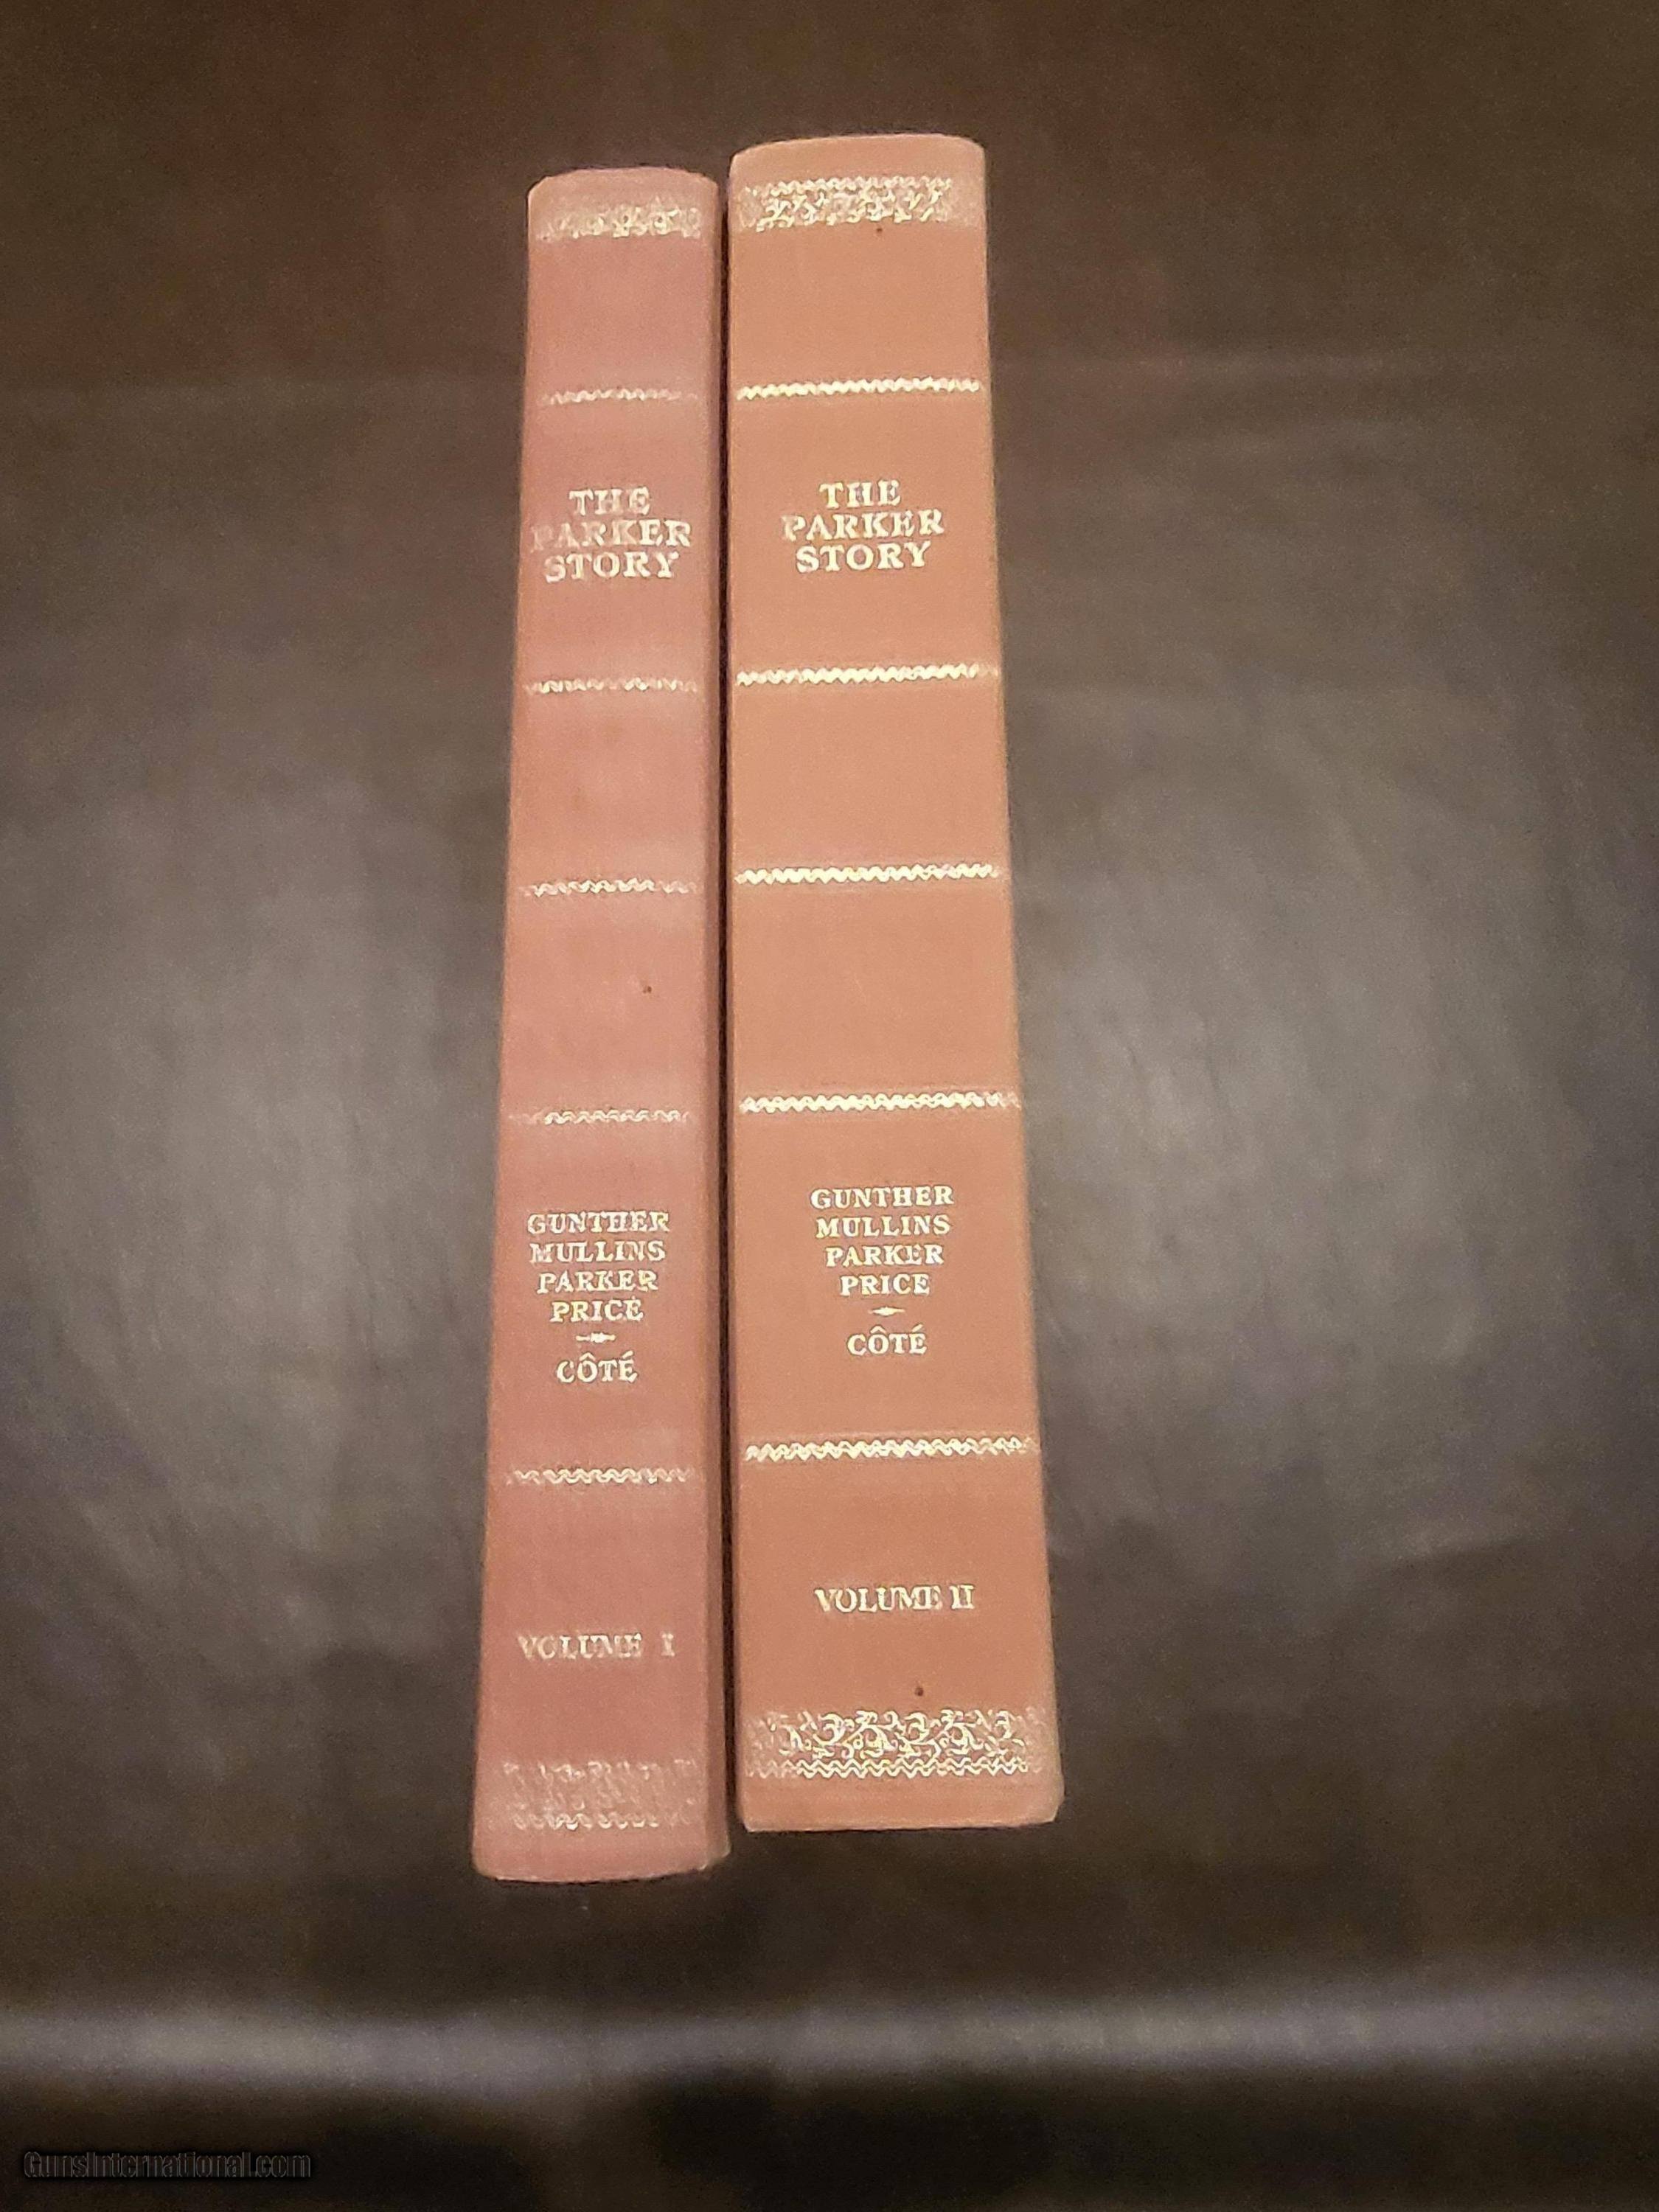 THE
PARKER
STORY
GUNTHER
MULLINS
PARKER
PRICE
CÔTÉ
VOLUME I
THE
PARKER
STORY
GUNTHER
MULLINS
PARKER
PRICE
CÔTÉ
VOLUME II
GunsInternational.com